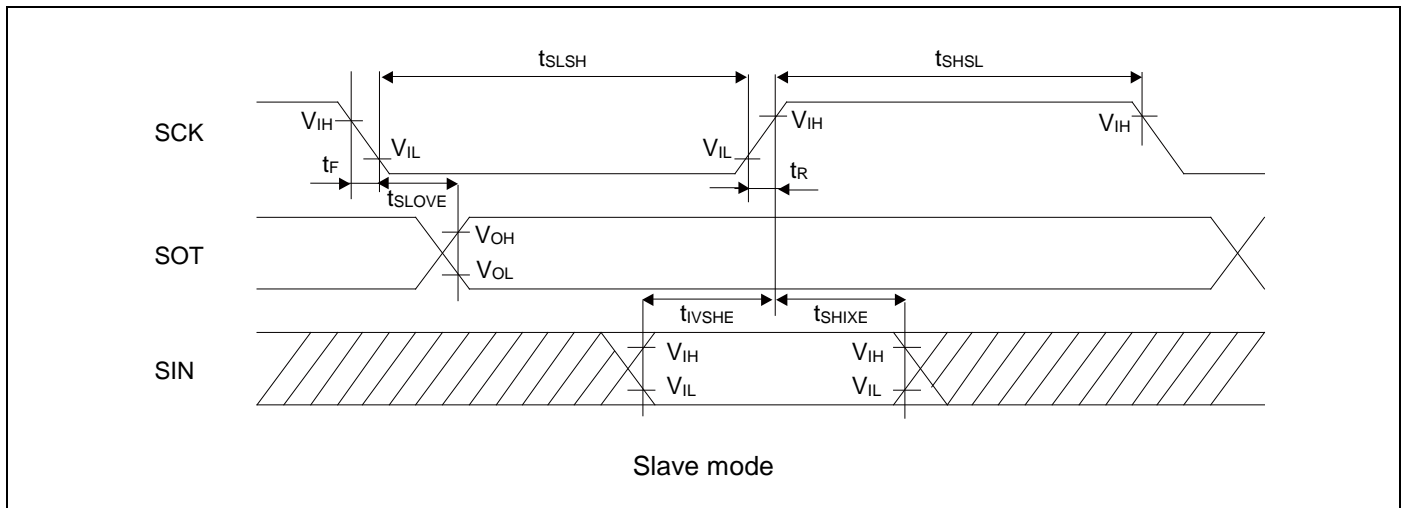 tSLSH
tSHSL
SCK
VIH
VIL
VIL
VIH
VIH
tF
tSLOVE
tR
SOT
VOH
VOL
tIVSHE
tSHIXE
SIN
VIH
VIL
VIH
VIL
Slave mode